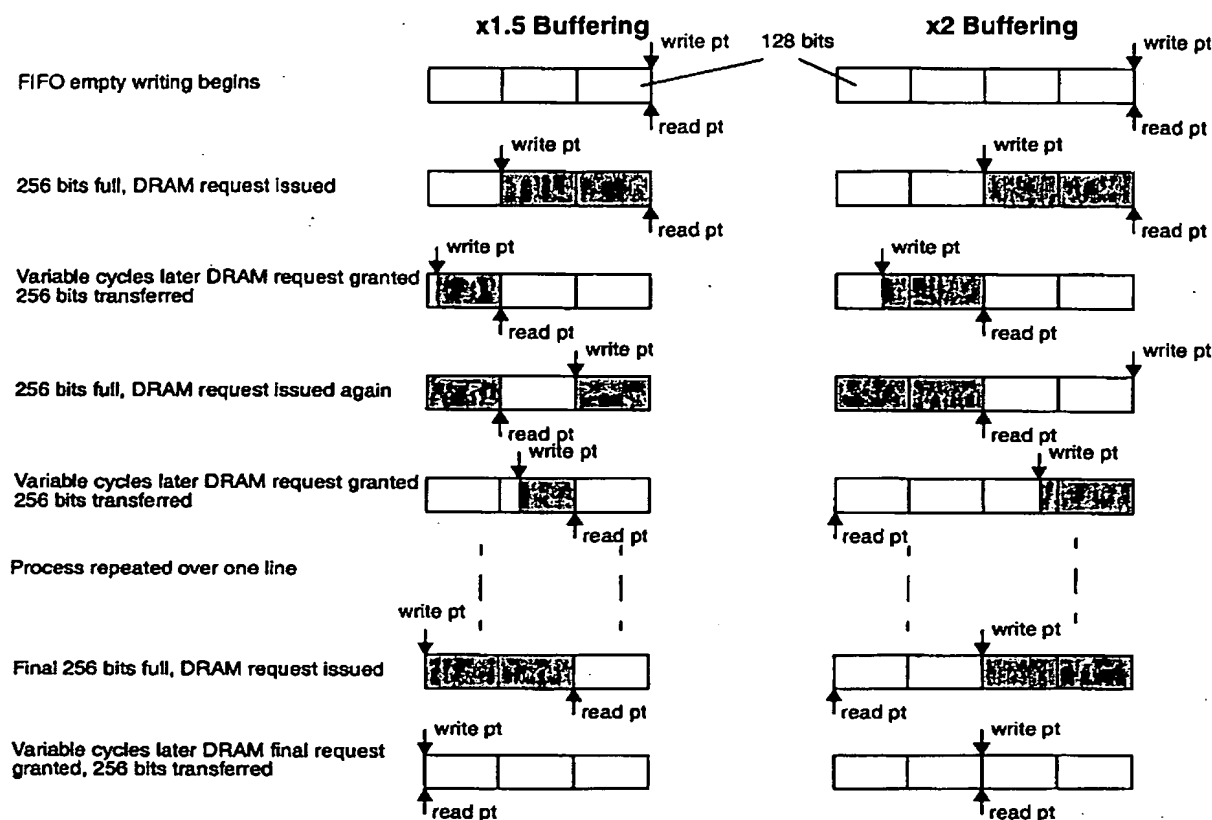 x1.5 Buffering
x2 Buffering
write pt
128 bits
write pt
FIFO empty writing begins
read pt
read pt
write pt
write pt
256 bits full, DRAM request issued
read pt
read pt
write pt
write pt
Variable cycles later DRAM request granted
256 bits transferred
read pt
read pt
write pt
write pt
256 bits full, DRAM request issued again
read pt
read pt
write pt
write pt
Variable cycles later DRAM request granted
256 bits transferred
read pt
read pt
Process repeated over one line
write pt
write pt
Final 256 bits full, DRAM request issued
read pt
read pt
write pt
write pt
Variable cycles later DRAM final request
granted, 256 bits transferred
read pt
read pt